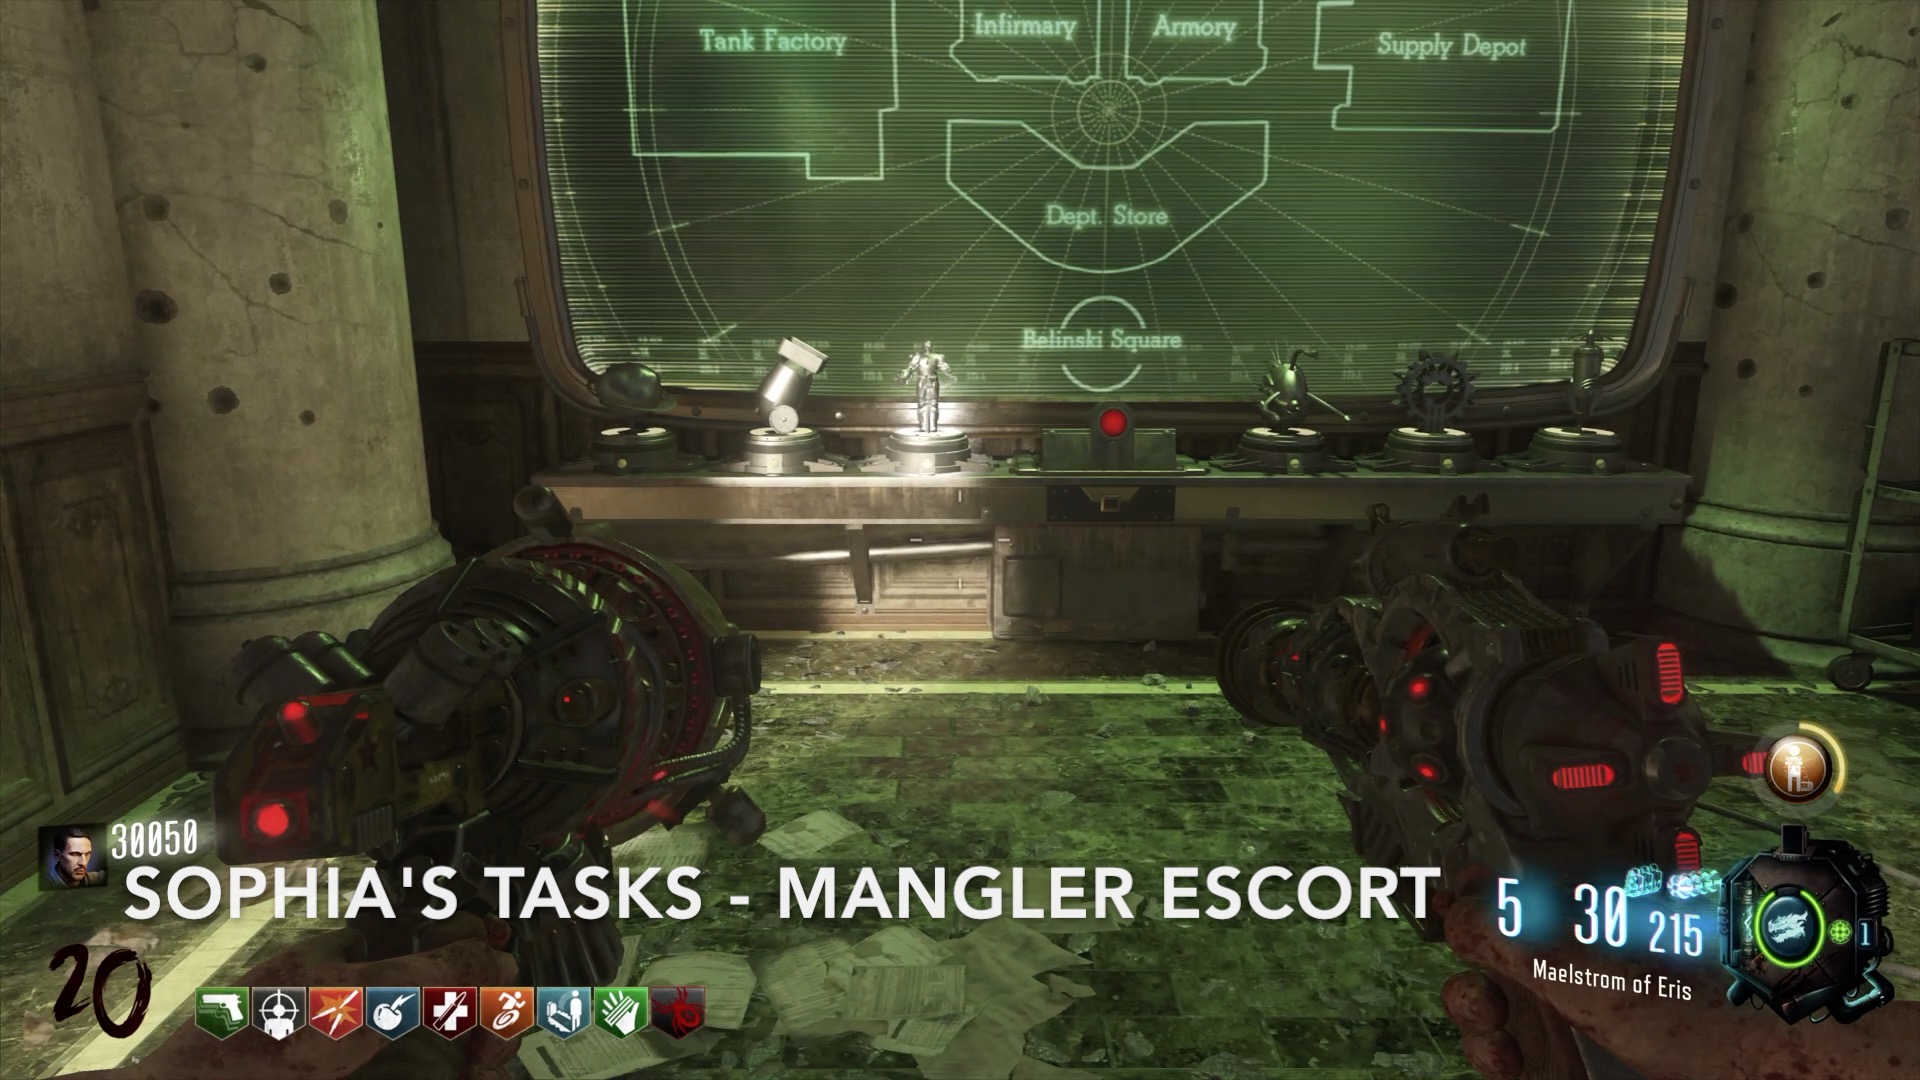 Infirmary
Armory
Tank Factory
Supply Depot
Dept. Store
Belinski Square
30050
SOPHIA'S TASKS - MANGLER ESCORT
5 30 215
1
Maelstrom of Eris
20